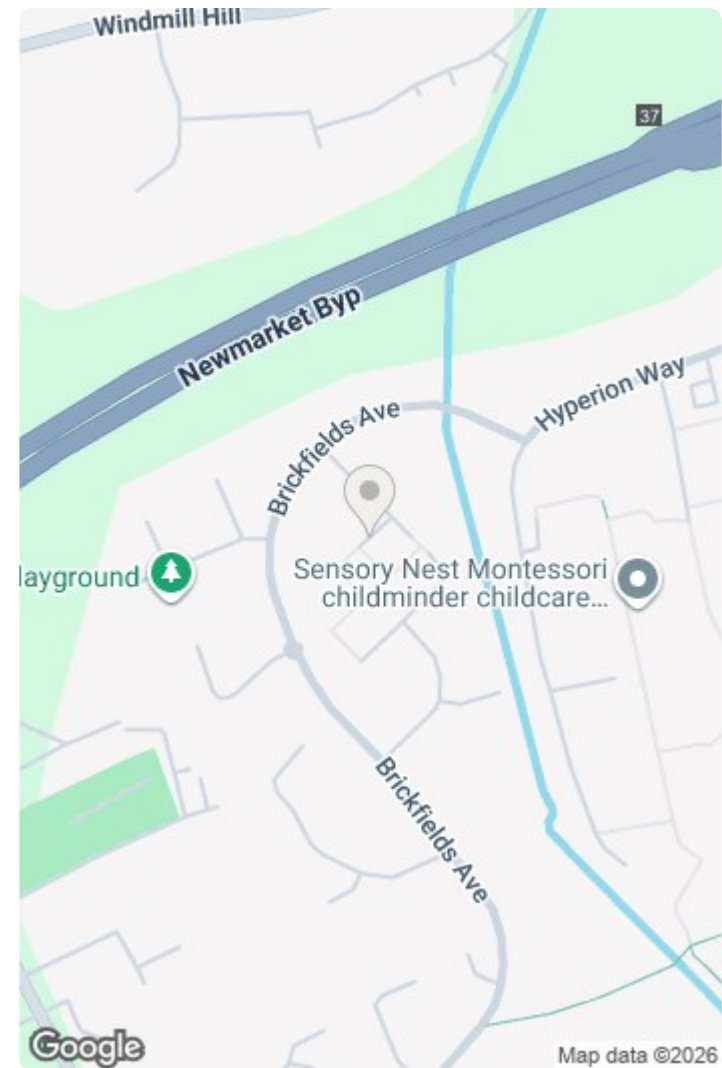 Windmill Hill
37
Newmarket Byp
Hyperion Way
Brickfields Ave
layground
Sensory Nest Montessori
childminder childcare...
Brickfields Ave
Google
Map data ©2026